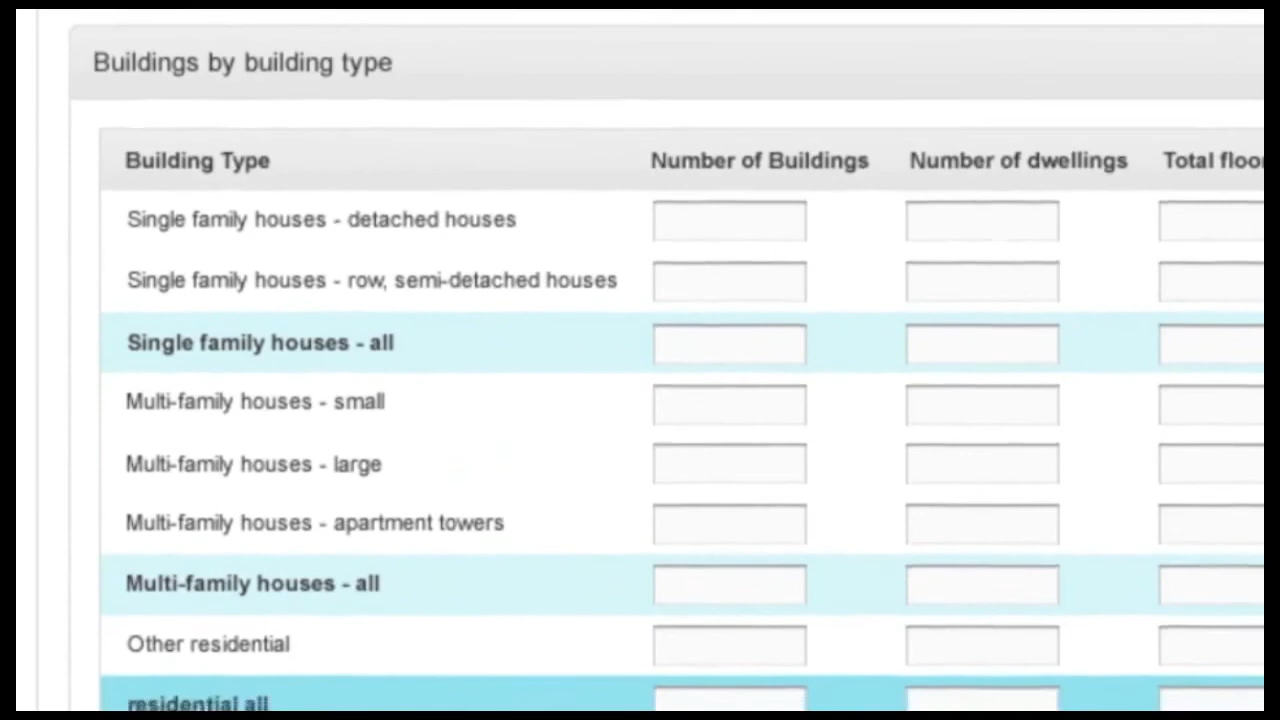 Buildings by building type
Building Type Number of Buildings Number of dwellings Total
Single family houses - detached houses
Single family houses - row, semi-detached houses
Single family houses - all
Multi-family houses - small
Multi-family houses - large
Multi-family houses - apartment towers
Multi-family houses - all
Other residential
residential all